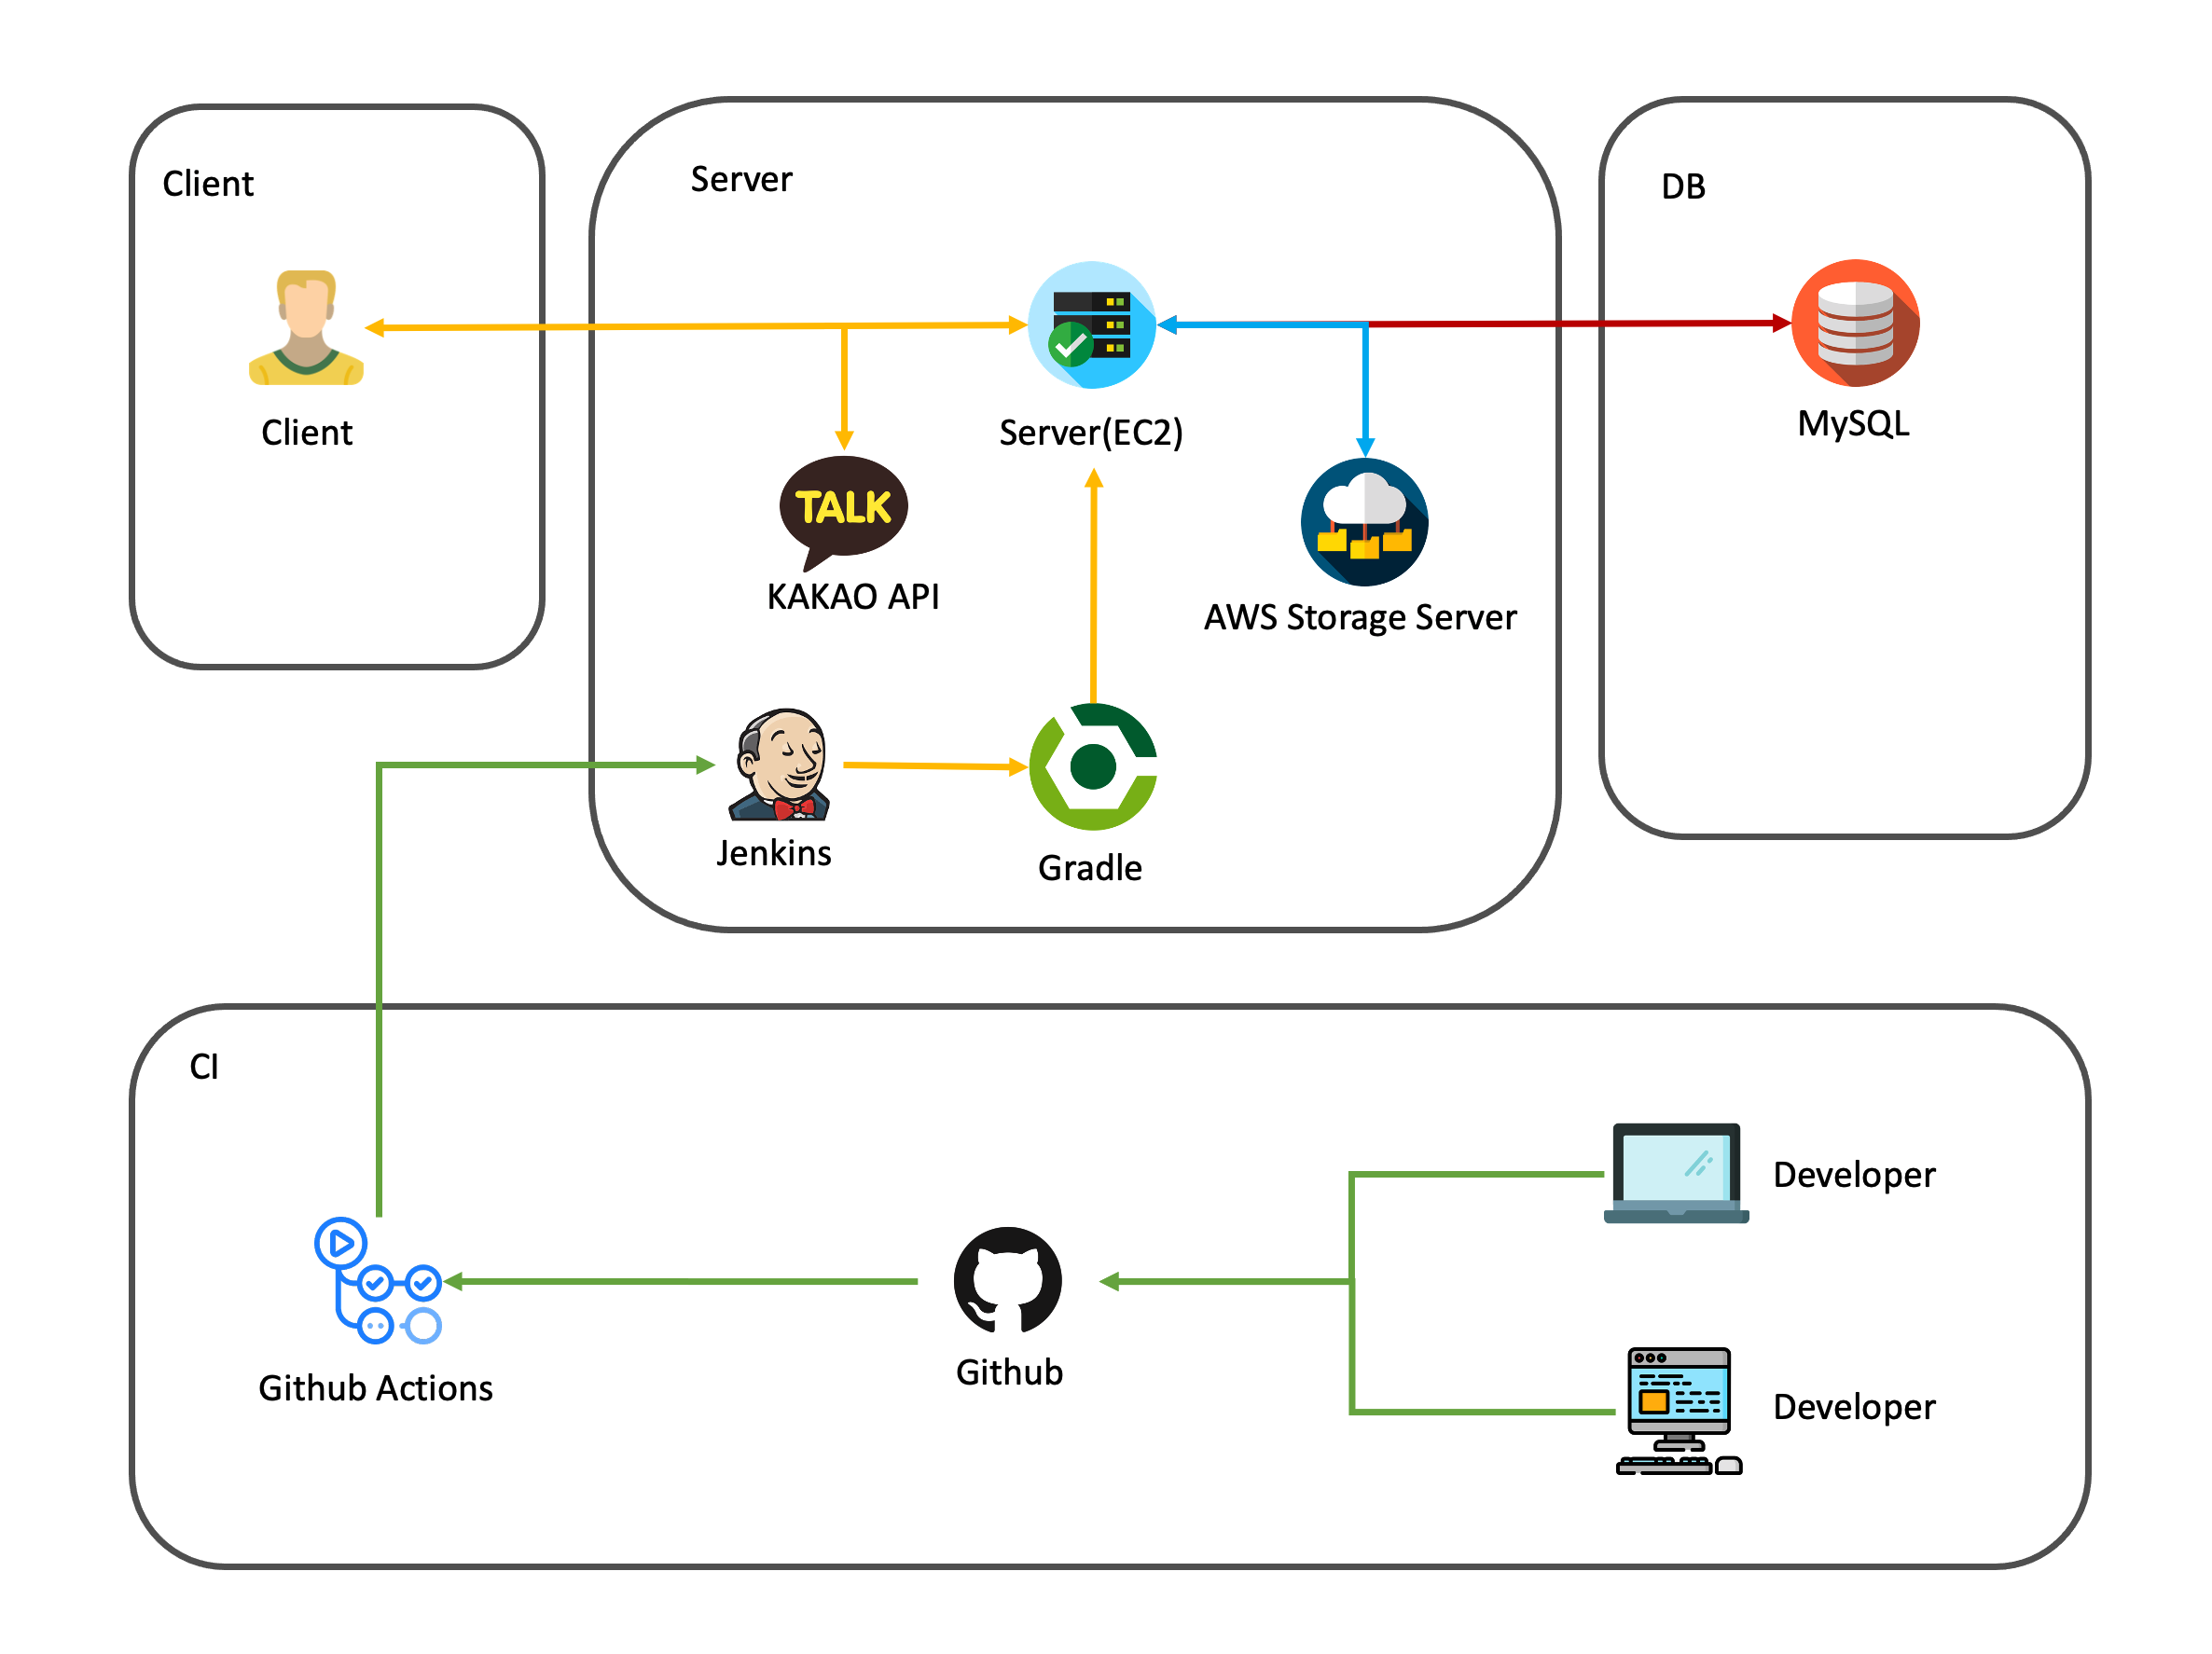 Client
Server
DB
Client
Server(EC2)
MySQL
TALK
KAKAO API
AWS Storage Server
Jenkins
Gradle
CI
Developer
Github Actions
Github
Developer